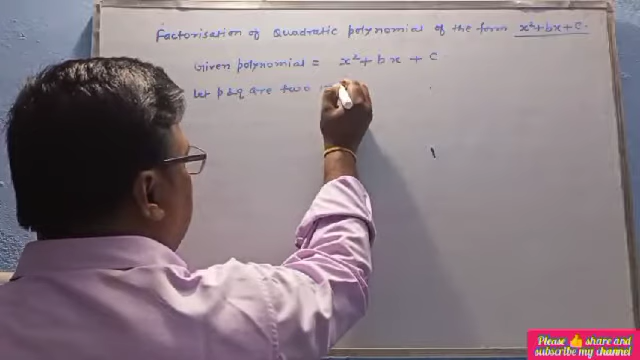 Factorisation of Quadratic polynomial of the form x²+bx+c.
Given polynomial = x²+bx+c
Let p & q are two
Please 👍 share and
subscribe my channel